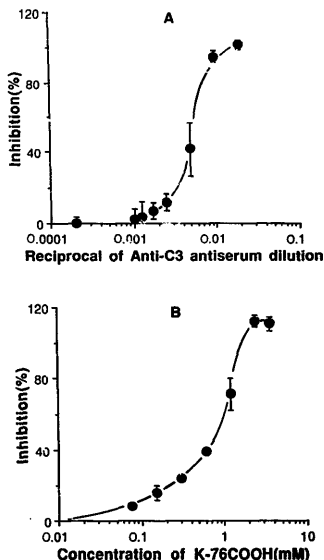 A
120
80
40
0
Inhibition(%)
0.0001
0.001
0.01
0.1
Reciprocal of Anti-C3 antiserum dilution
B
120
80
40
0
Inhibition(%)
0.01
0.1
1
10
Concentration of K-76COOH(mM)